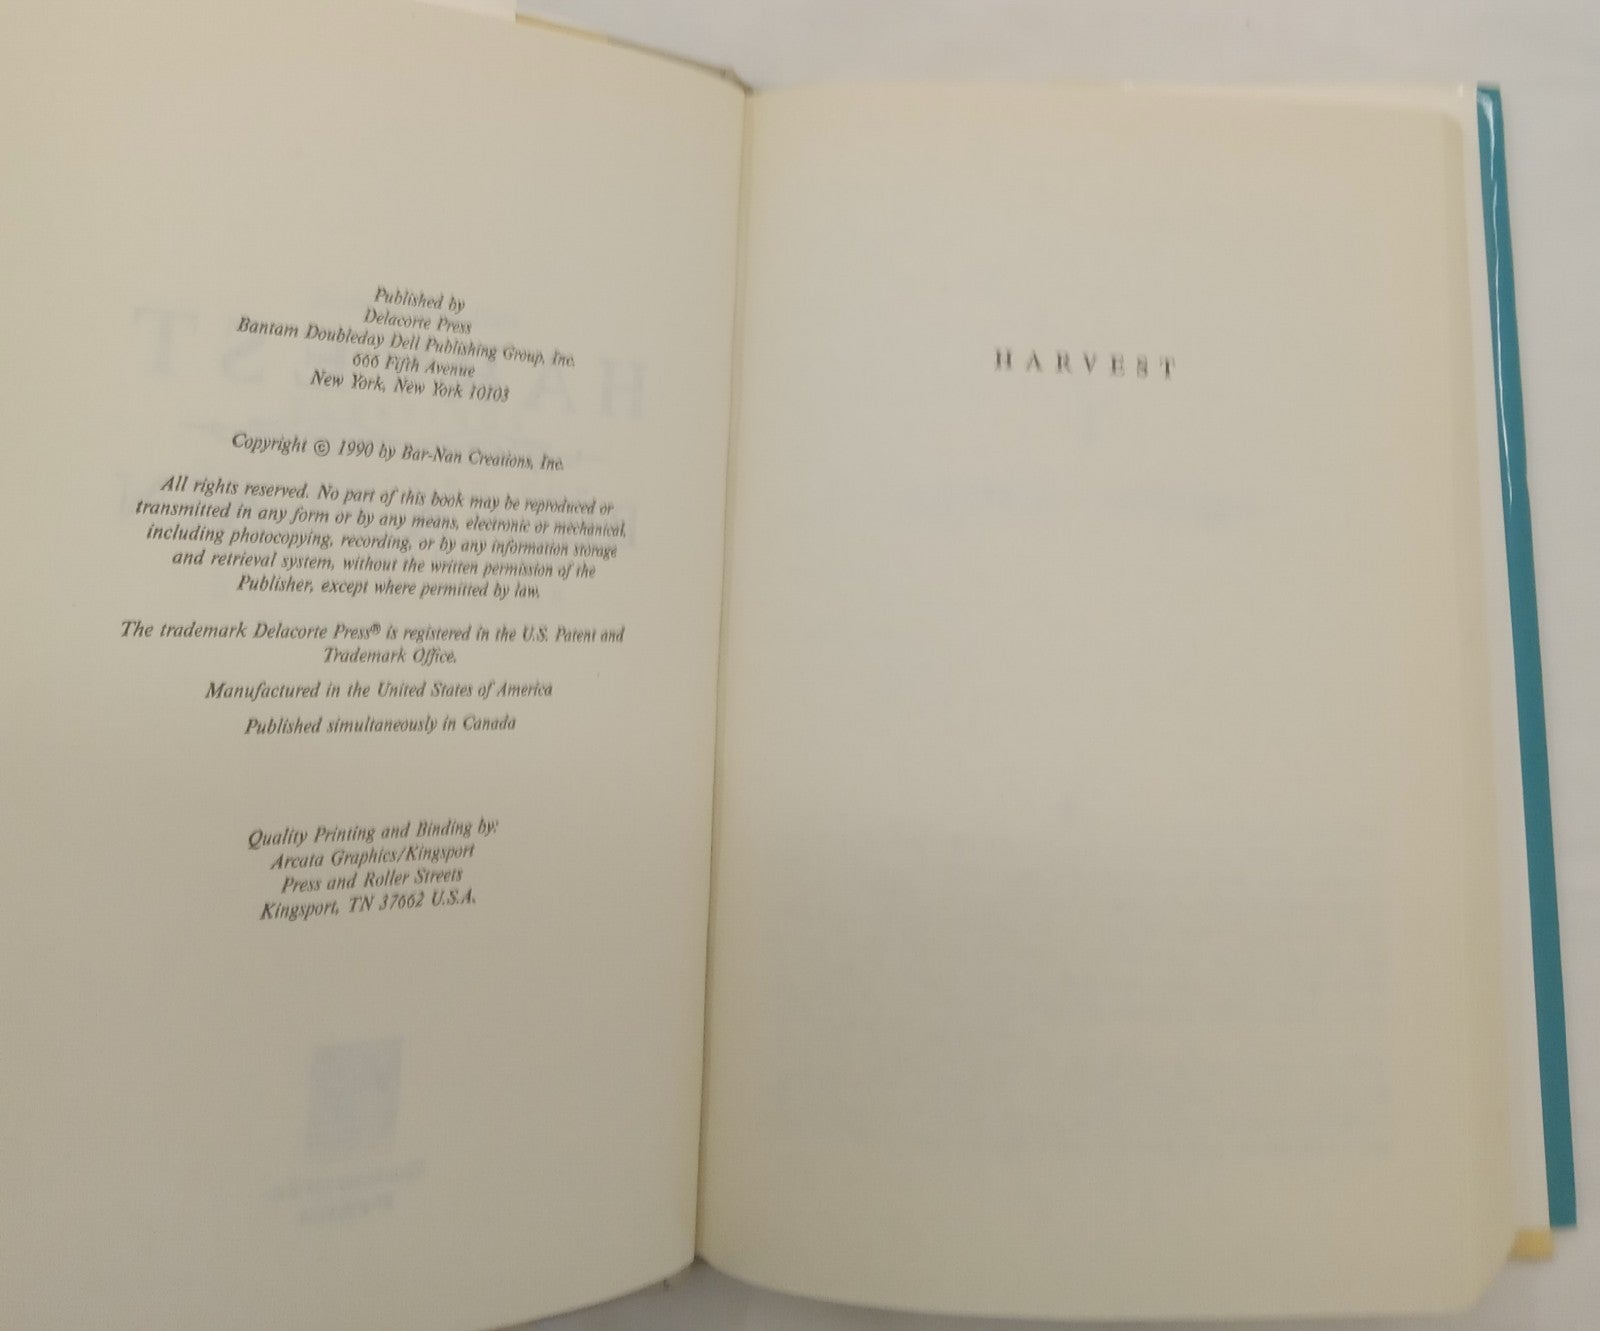 Published by
Delacorte Press
Bantam Doubleday Dell Publishing Group, Inc.
666 Fifth Avenue
New York, New York 10103
Copyright © 1990 by Bar-Nan Creations, Inc.
All rights reserved. No part of this book may be reproduced or
transmitted in any form or by any means, electronic or mechanical,
including photocopying, recording, or by any information storage
and retrieval system, without the written permission of the
Publisher, except where permitted by law.
The trademark Delacorte Press® is registered in the U.S. Patent and
Trademark Office.
Manufactured in the United States of America
Published simultaneously in Canada
Quality Printing and Binding by:
Arcata Graphics/Kingsport
Press and Roller Streets
Kingsport, TN 37662 U.S.A.
HARVEST